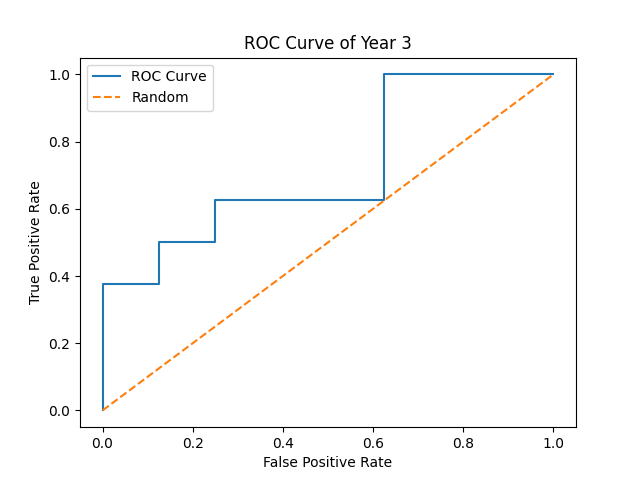 ROC Curve of Year 3
ROC Curve
Random
True Positive Rate
1.0
0.8
0.6
0.4
0.2
0.0
0.0 0.2 0.4 0.6 0.8 1.0
False Positive Rate